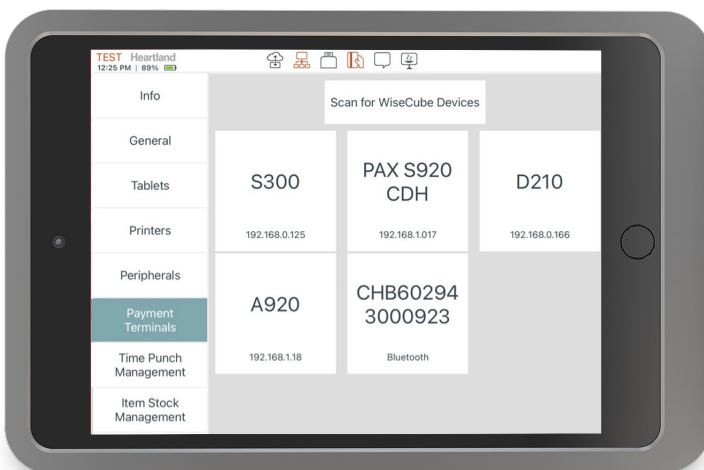 TEST Heartland
12:25 PM | 89%
Info
General
Tablets
Printers
Peripherals
Payment
Terminals
Time Punch
Management
Item Stock
Management
Scan for WiseCube Devices
S300
192.168.0.125
PAX S920
CDH
192.168.1.017
D210
192.168.0.166
A920
192.168.1.18
CHB60294
3000923
Bluetooth